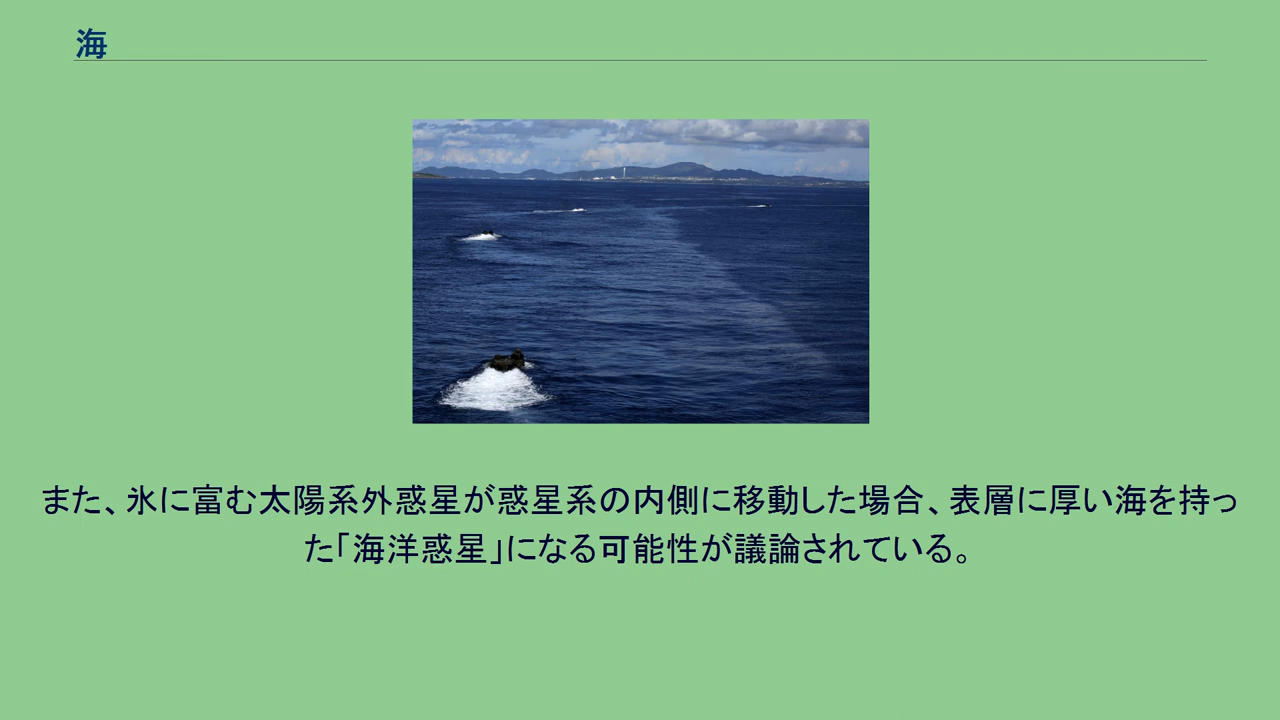 海
また、氷に富む太陽系外惑星が惑星系の内側に移動した場合、表層に厚い海を持っ
た「海洋惑星」になる可能性が議論されている。